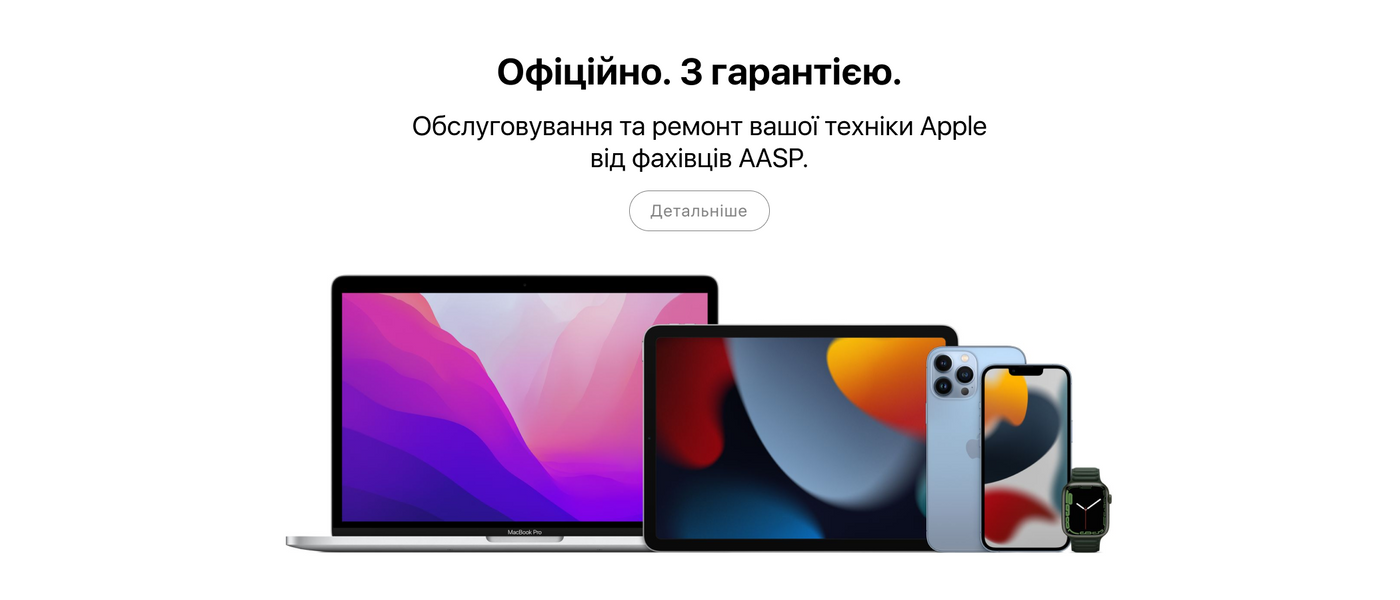 Офіційно. З гарантією.
Обслуговування та ремонт вашої техніки Apple
від фахівців AASP.
Детальніше
MacBook Pro